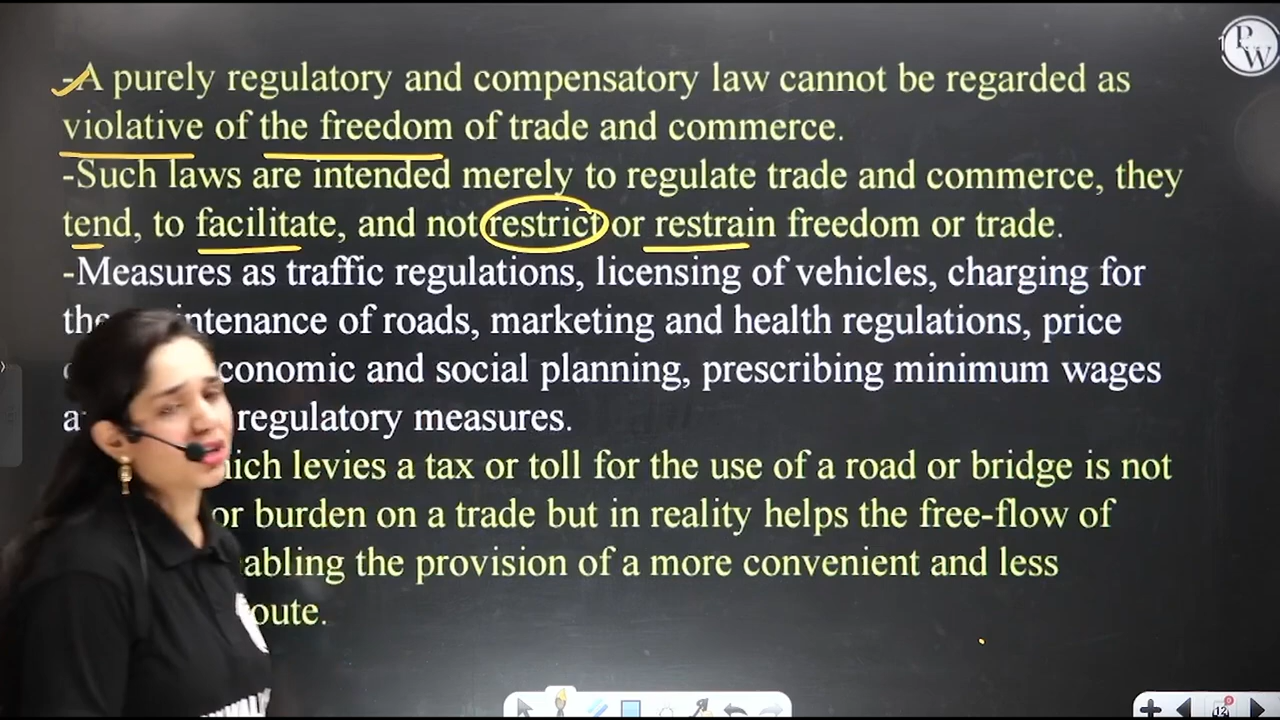 -A purely regulatory and compensatory law cannot be regarded as
violative of the freedom of trade and commerce.
-Such laws are intended merely to regulate trade and commerce, they
tend, to facilitate, and not restrict or restrain freedom or trade.
-Measures as traffic regulations, licensing of vehicles, charging for
the of roads, marketing and health regulations, price
economic and social planning, prescribing minimum wages
regulatory measures.
levies a tax or toll for the use of a road or bridge is not
or burden on a trade but in reality helps the free-flow of
the provision of a more convenient and less
PW